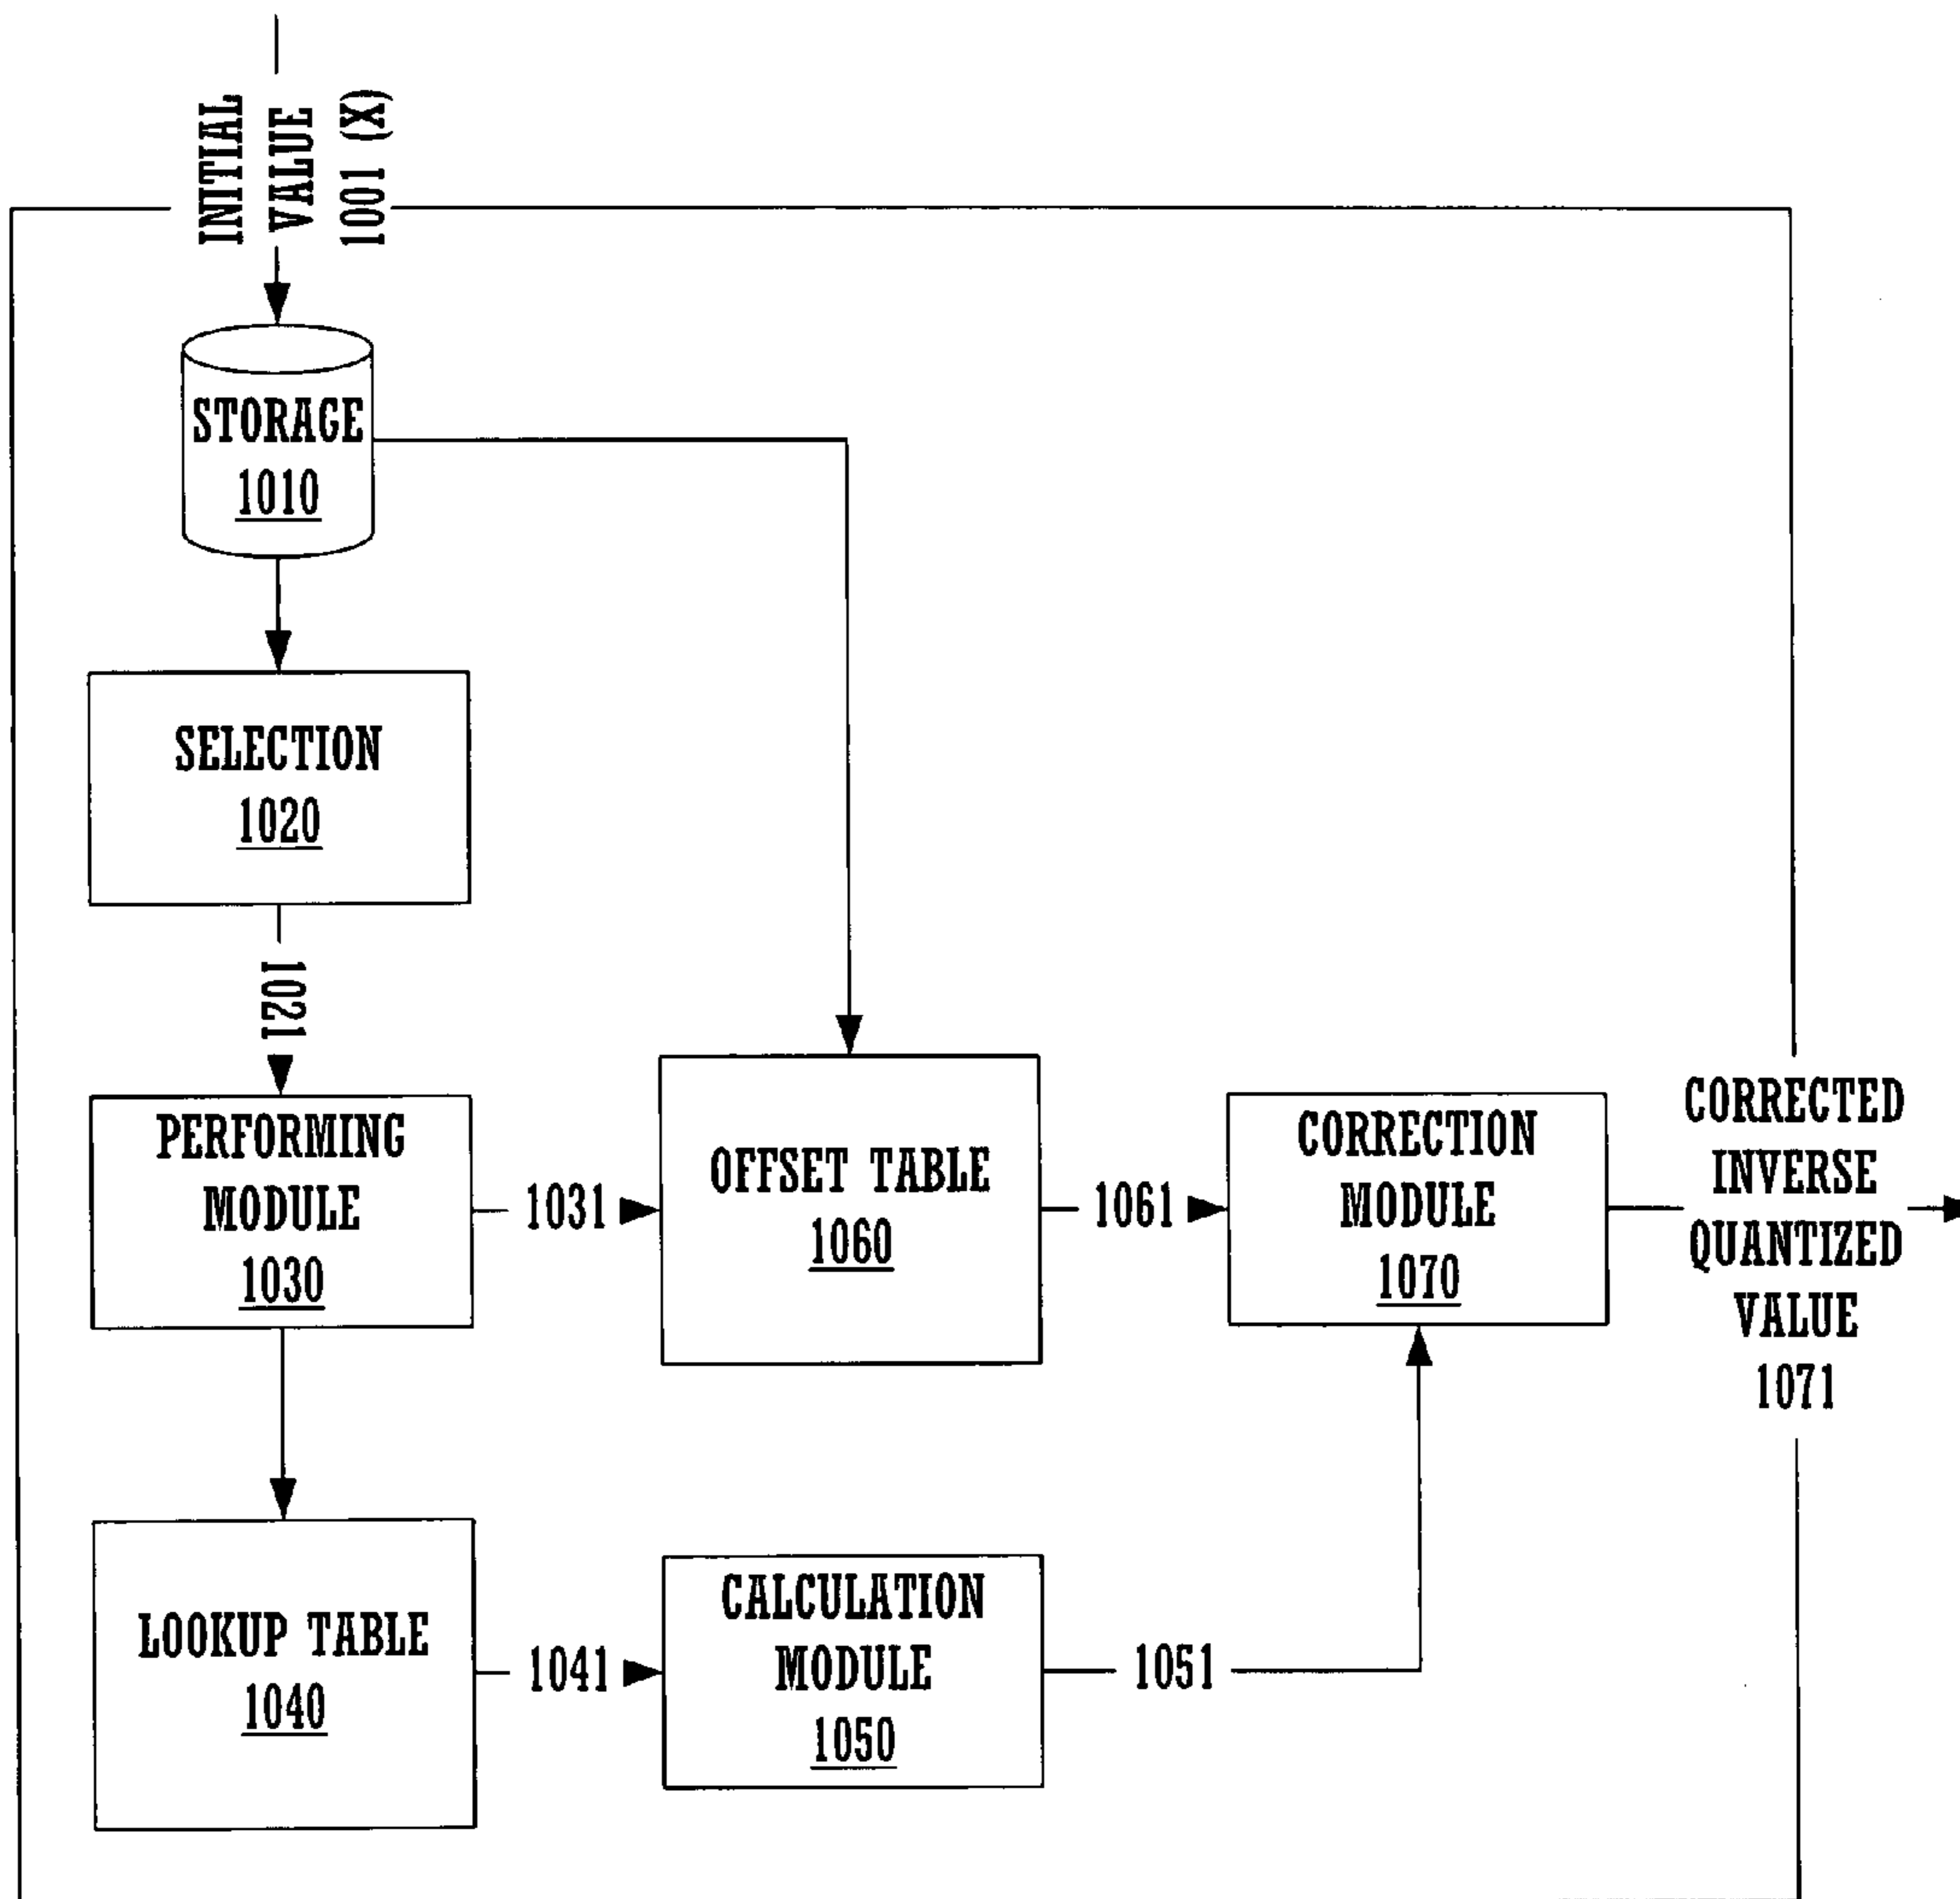 INITIAL
VALUE
1001 (X)
STORAGE
1010
SELECTION
1020
1021
PERFORMING
MODULE
1030
1031
OFFSET TABLE
1060
1061
CORRECTION
MODULE
1070
CORRECTED
INVERSE
QUANTIZED
VALUE
1071
LOOKUP TABLE
1040
1041
CALCULATION
MODULE
1050
1051